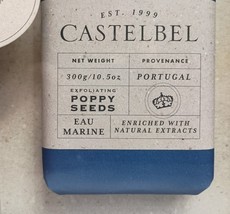 EST. 1999
CASTELBEL
NET WEIGHT PROVENANCE
300g/10.5oz PORTUGAL
EXFOLIATING
POPPY
SEEDS
EAU
MARINE
ENRICHED WITH
NATURAL EXTRACTS